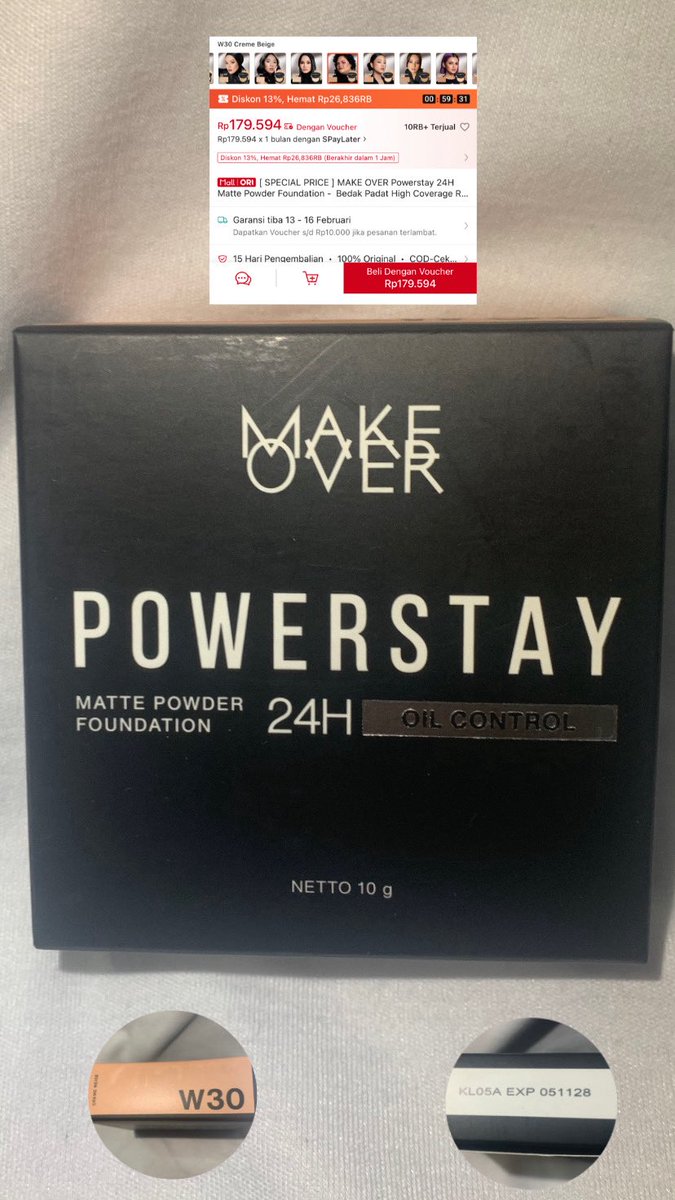 W30 Creme Beige
Diskon 13%, Hemat Rp26,836RB 00 : 59 : 31
Rp179.594 Dengan Voucher 10RB+ Terjual
Rp179.594 x 1 bulan dengan SPayLater >
Diskon 13%, Hemat Rp26,836RB (Berakhir dalam 1 Jam)
Mall | ORI [ SPECIAL PRICE ] MAKE OVER Powerstay 24H
Matte Powder Foundation - Bedak Padat High Coverage R...
Garansi tiba 13 - 16 Februari
Dapatkan Voucher s/d Rp10.000 jika pesanan terlambat.
15 Hari Pengembalian • 100% Original • COD-Cek...
Beli Dengan Voucher
Rp179.594
MAKE
OVER
POWERSTAY
MATTE POWDER
FOUNDATION
24H
OIL CONTROL
NETTO 10 g
W30
KL05A EXP 051128